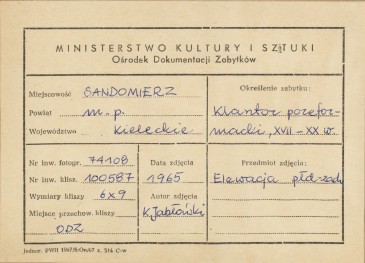 MINISTERSTWO KULTURY I SZTUKI
Ośrodek Dokumentacji Zabytków
Miejscowość SANDOMIERZ
Powiat m.p.
Województwo Kieleckie
Określenie zabytku:
Klasztor porefor-
macki, XVII-XX w.
Nr inw. fotogr. 74108
Nr inw. klisz. 100587
Wymiary kliszy 6x9
Miejsce przechow. kliszy
ODZ
Data zdjęcia
1965
Autor zdjęcia
K. Jabłoński
Przedmiot zdjęcia:
Elewacja płd-zach